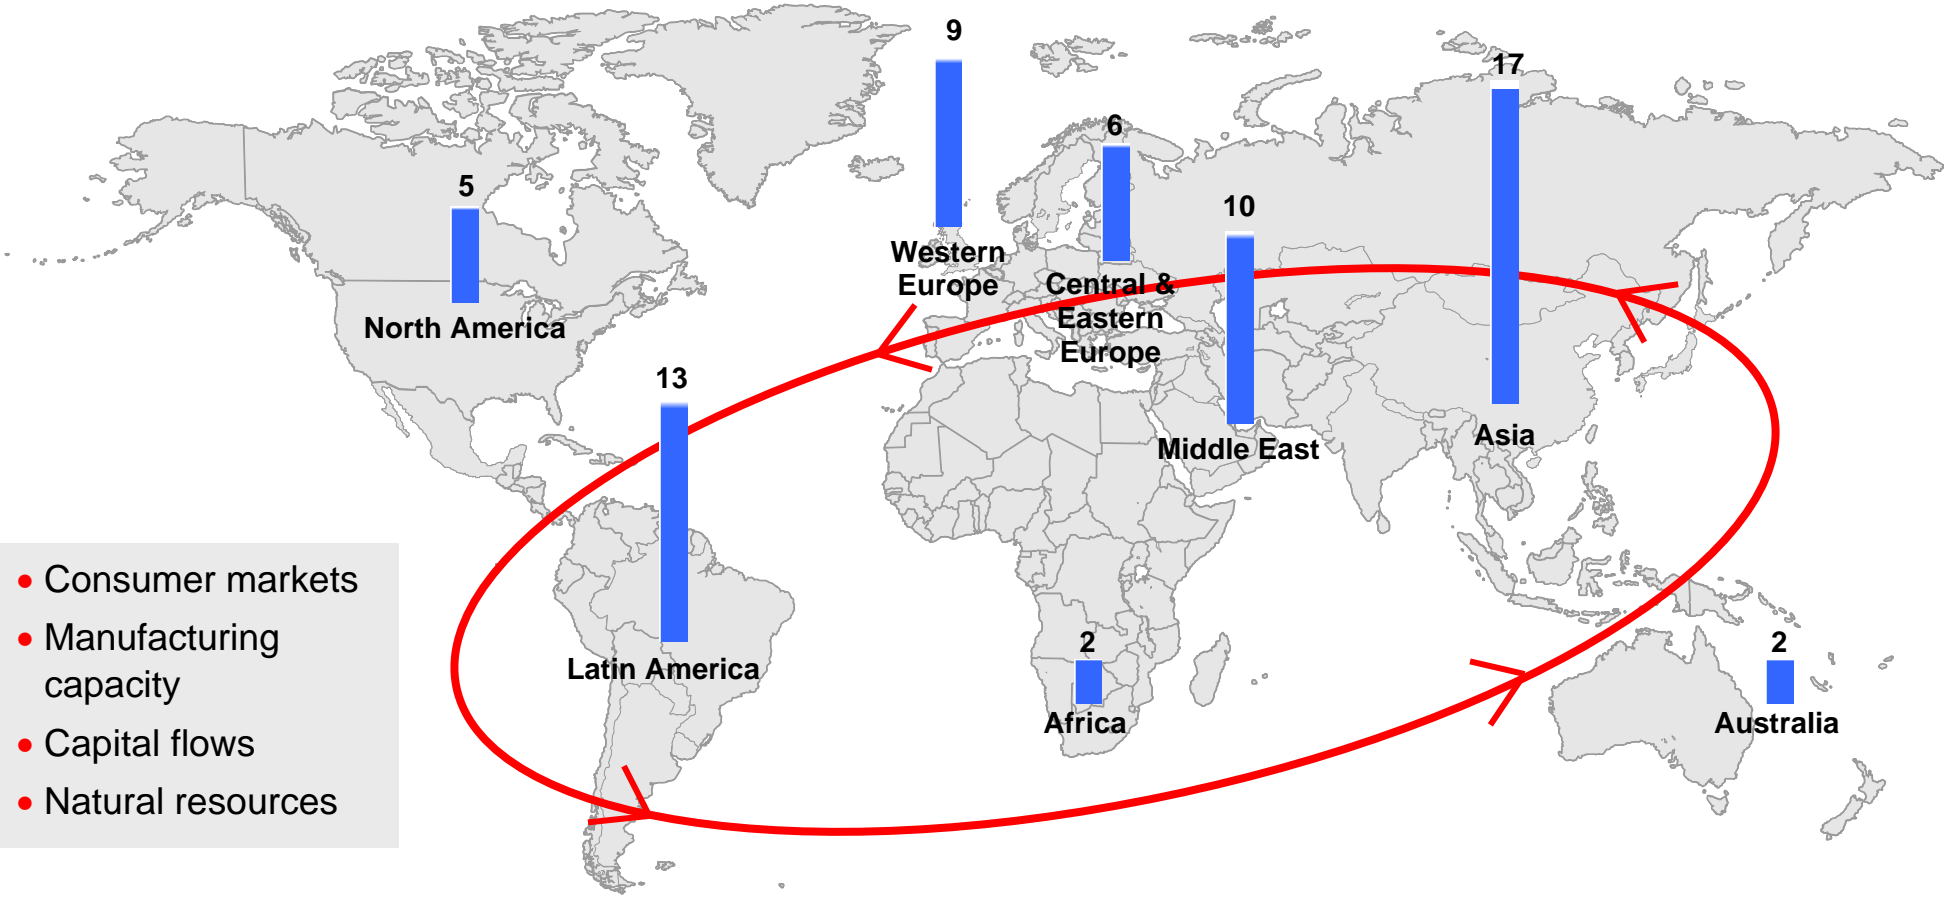 9
17
6
5
10
Western
Europe
Central &
Eastern
Europe
North America
13
Asia
Middle East
• Consumer markets
• Manufacturing
capacity
• Capital flows
• Natural resources
Latin America
2
Africa
2
Australia